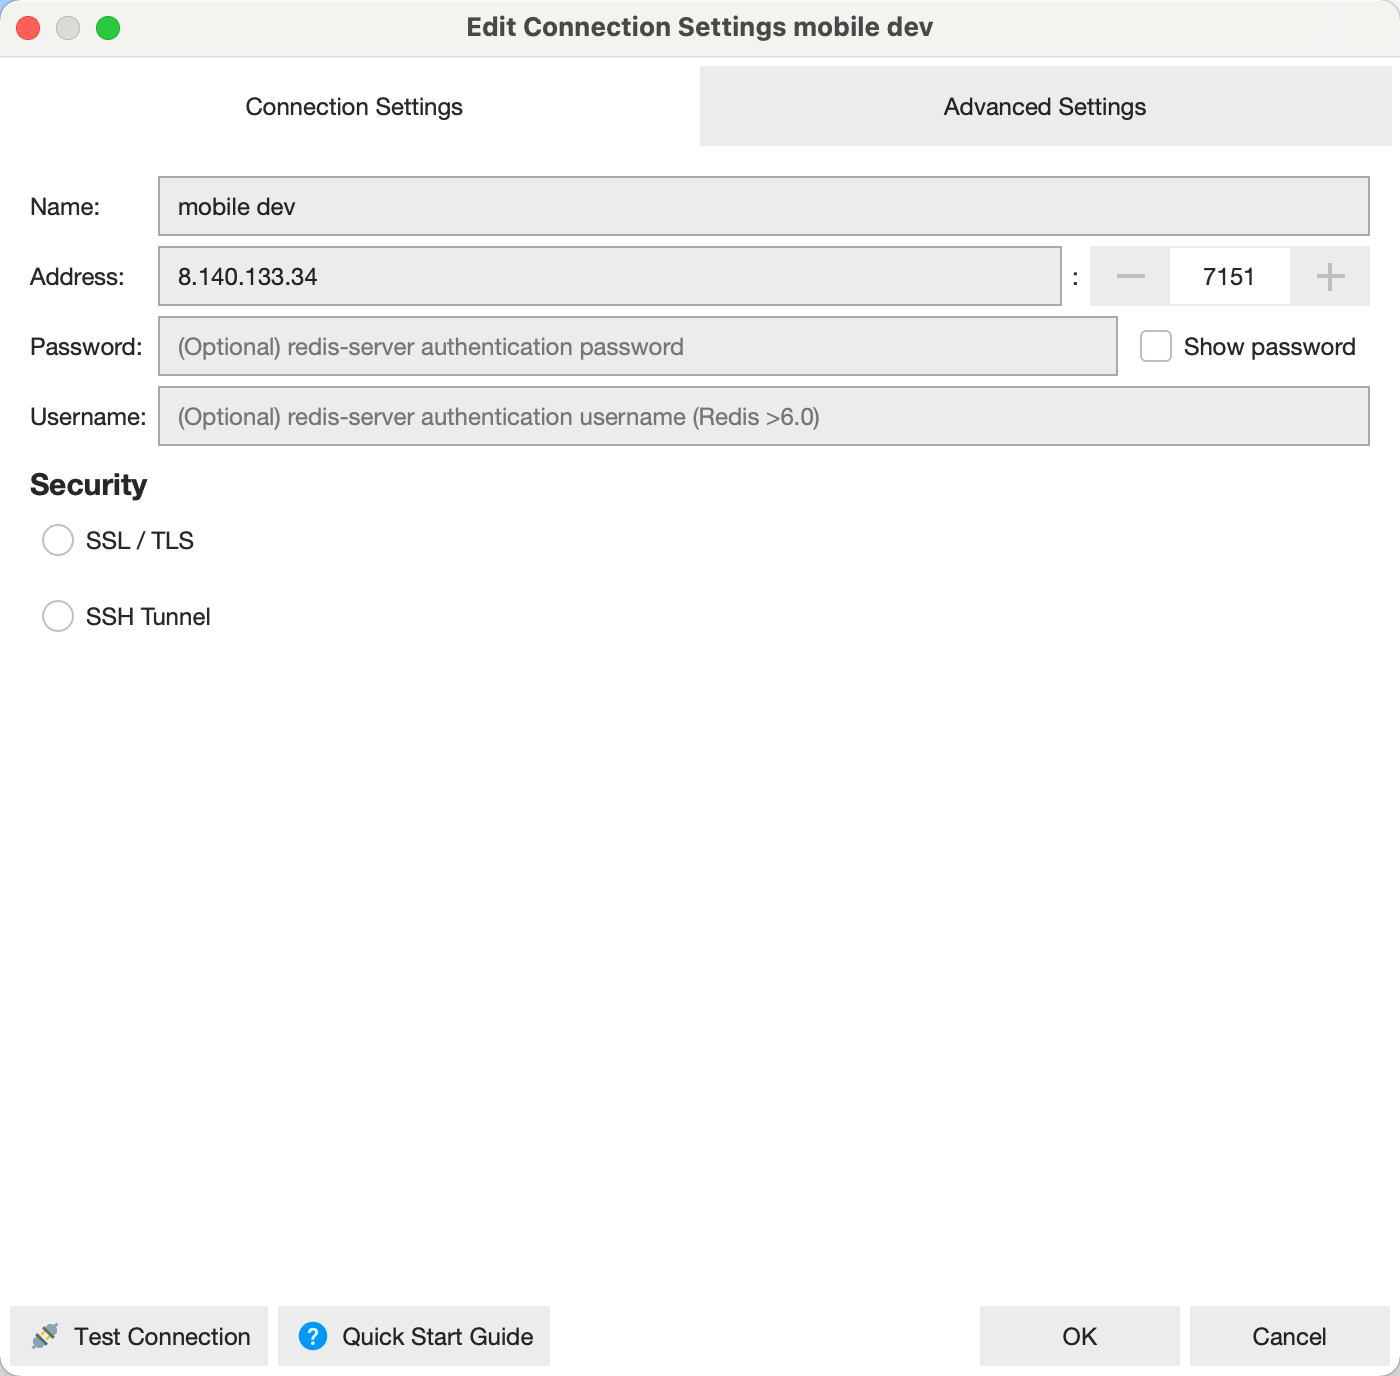 Edit Connection Settings mobile dev
Connection Settings
Advanced Settings
Name: mobile dev
Address: 8.140.133.34 : 7151
Password: (Optional) redis-server authentication password Show password
Username: (Optional) redis-server authentication username (Redis >6.0)
Security
SSL / TLS
SSH Tunnel
Test Connection
? Quick Start Guide
OK
Cancel